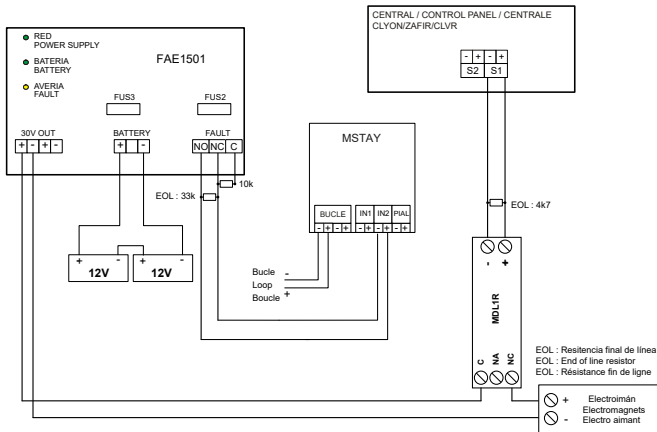 RED
POWER SUPPLY
BATERIA
BATTERY
AVERIA
FAULT
FAE1501
FUS3
FUS2
30V OUT
BATTERY
FAULT
+ - + -
+ -
NO NC C
10k
EOL : 33k
+ -
12V
+ -
12V
MSTAY
BUCLE
IN1
IN2
PIAL
- + - +
- + - +
- +
Bucle -
Loop
Boucle +
CENTRAL / CONTROL PANEL / CENTRALE
CLYON/ZAFIR/CLVR
- + - +
S2 S1
EOL : 4k7
- +
MDL1R
C NA NC
EOL : Resitencia final de línea
EOL : End of line resistor
EOL : Résistance fin de ligne
+ Electroimán
Electromagnets
- Electro aimant